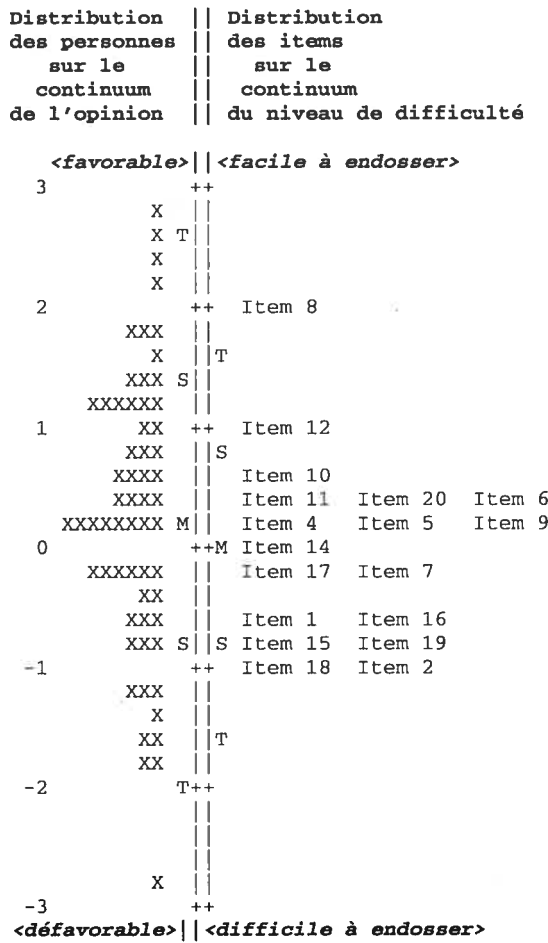 Distribution || Distribution
des personnes || des items
sur le || sur le
continuum || continuum
de l'opinion || du niveau de difficulté
<favorable>||<facile à endosser>
3 ++
X ||
X T||
X ||
X ||
2 ++ Item 8
XXX ||
X ||T
XXX S||
XXXXXX ||
1 XX ++ Item 12
XXX ||S
XXXX || Item 10
XXXX || Item 11 Item 20 Item 6
XXXXXXXX M|| Item 4 Item 5 Item 9
0 ++M Item 14
XXXXXX || Item 17 Item 7
XX ||
XXX || Item 1 Item 16
XXX S||S Item 15 Item 19
-1 ++ Item 18 Item 2
XXX ||
X ||
XX ||T
XX ||
-2 T++
||
||
||
X ||
-3 ++
<défavorable>||<difficile à endosser>